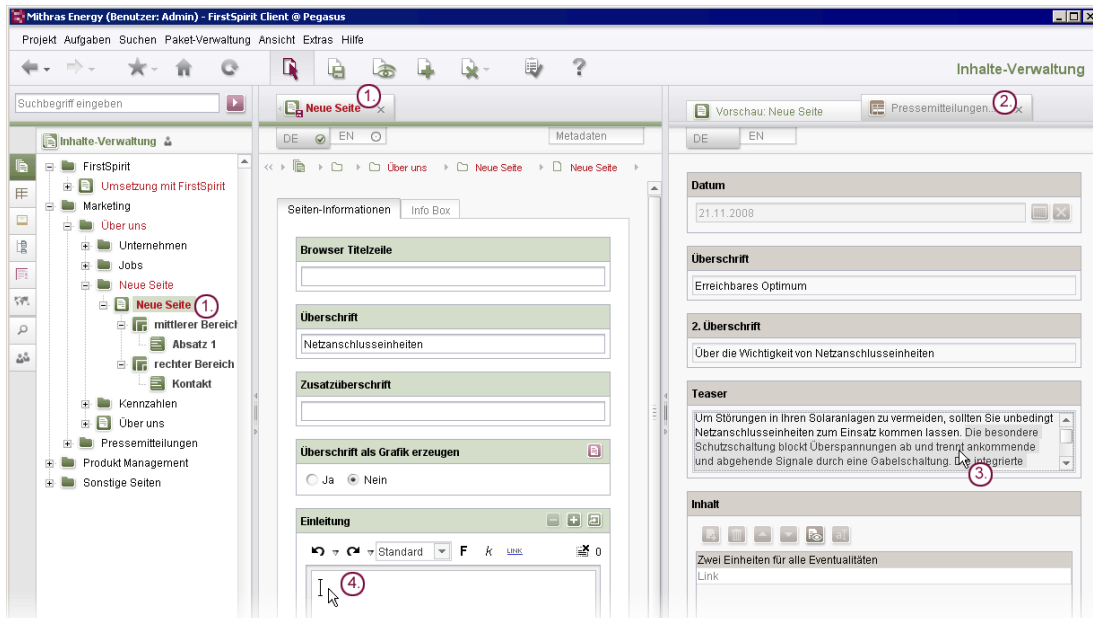 Mithras Energy (Benutzer: Admin) - FirstSpirit Client @ Pegasus
Projekt Aufgaben Suchen Paket-Verwaltung Ansicht Extras Hilfe
Inhalte-Verwaltung
Suchbegriff eingeben
Inhalte-Verwaltung
FirstSpirit
Umsetzung mit FirstSpirit
Marketing
Über uns
Unternehmen
Jobs
Neue Seite
Neue Seite 1.
mittlerer Bereich
Absatz 1
rechter Bereich
Kontakt
Kennzahlen
Über uns
Pressemitteilungen
Produkt Management
Sonstige Seiten
Neue Seite 1.
DE EN Metadaten
Über uns Neue Seite Neue Seite
Seiten-Informationen Info Box
Browser Titelzeile
Überschrift
Netzanschlusseinheiten
Zusatzüberschrift
Überschrift als Grafik erzeugen
Ja Nein
Einleitung
Standard F k LINK 0
4.
Vorschau: Neue Seite Pressemitteilungen... 2.
DE EN
Datum
21.11.2008
Überschrift
Erreichbares Optimum
2. Überschrift
Über die Wichtigkeit von Netzanschlusseinheiten
Teaser
Um Störungen in Ihren Solaranlagen zu vermeiden, sollten Sie unbedingt
Netzanschlusseinheiten zum Einsatz kommen lassen. Die besondere
Schutzschaltung blockt Überspannungen ab und trennt ankommende
und abgehende Signale durch eine Gabelschaltung. Die integrierte
3.
Inhalt
Zwei Einheiten für alle Eventualitäten
Link